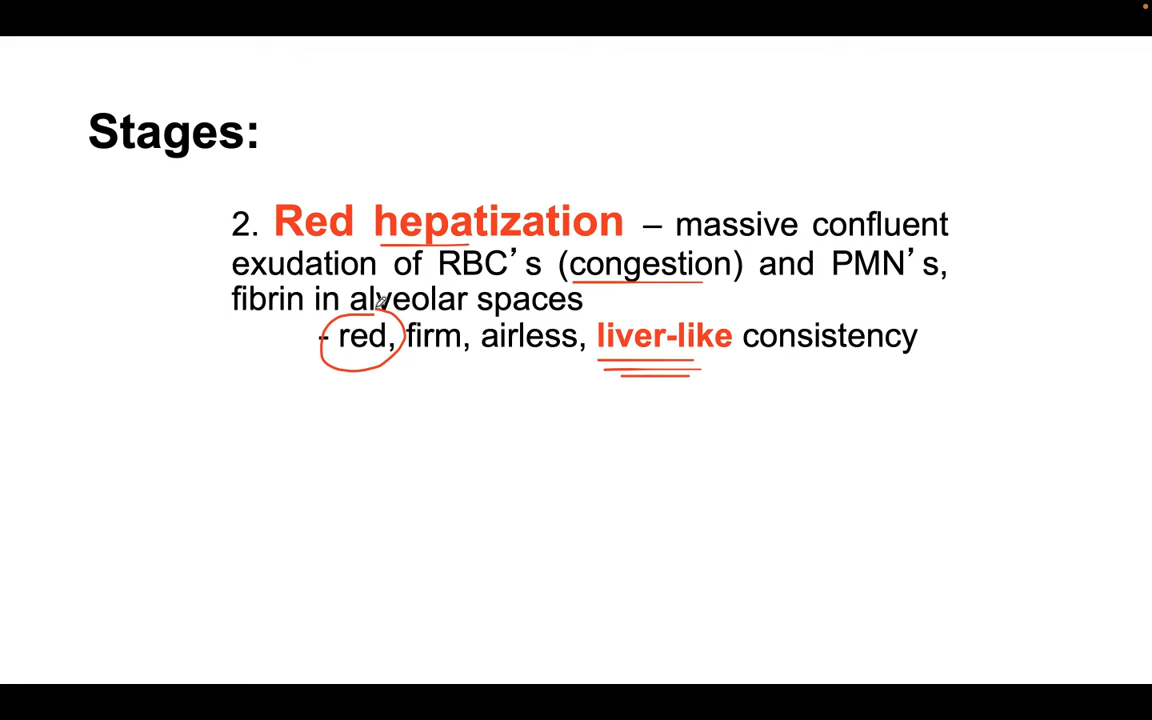 Stages:
2. Red hepatization – massive confluent
exudation of RBC’s (congestion) and PMN’s,
fibrin in alveolar spaces
- red, firm, airless, liver-like consistency